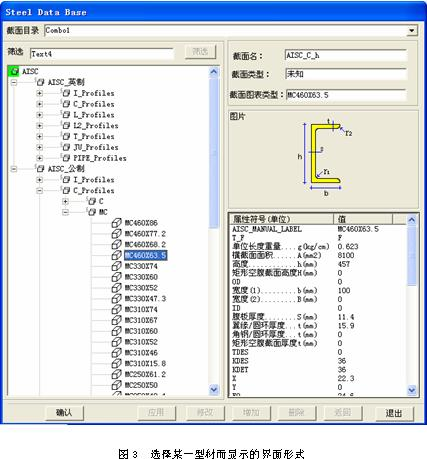 Steel Data Base
截面目录 Combo1
筛选 Text4 筛选
截面名: AISC_C_h
截面类型: 未知
截面图表类型: MC460X63.5
AISC
AISC_英制
I_Profiles
C_Profiles
L_Profiles
L2_Profiles
T_Profiles
JU_Profiles
PIPE_Profiles
AISC_公制
I_Profiles
C_Profiles
C
MC
MC460X86
MC460X77.2
MC460X68.2
MC460X63.5
MC330X74
MC330X60
MC330X52
MC330X47.3
MC310X74
MC310X67
MC310X60
MC310X52
MC310X46
MC310X15.8
MC250X61.2
MC250X50
图片
t
r2
h
s
r1
b
属性符号(单位) 值
AISC_MANUAL_LABEL MC460X63.5
T_F F
单位长度重量....g(kg/cm) 0.623
横截面面积......A(mm2) 8100
高度............h(mm) 457
矩形空腹截面高度H(mm) 0
OD 0
宽度(1).........b(mm) 100
宽度(2).........B(mm) 0
ID 0
腹板厚度........S(mm) 11.4
翼缘/圆环厚度...t(mm) 15.9
角钢/圆环厚度...T(mm) 0
矩形空腹截面厚度t(mm) 0
TDES 0
KDES 36
KDET 36
X 22.3
Y 0
确认 应用 修改 增加 删除 返回 退出
图 3 选择某一型材而显示的界面形式